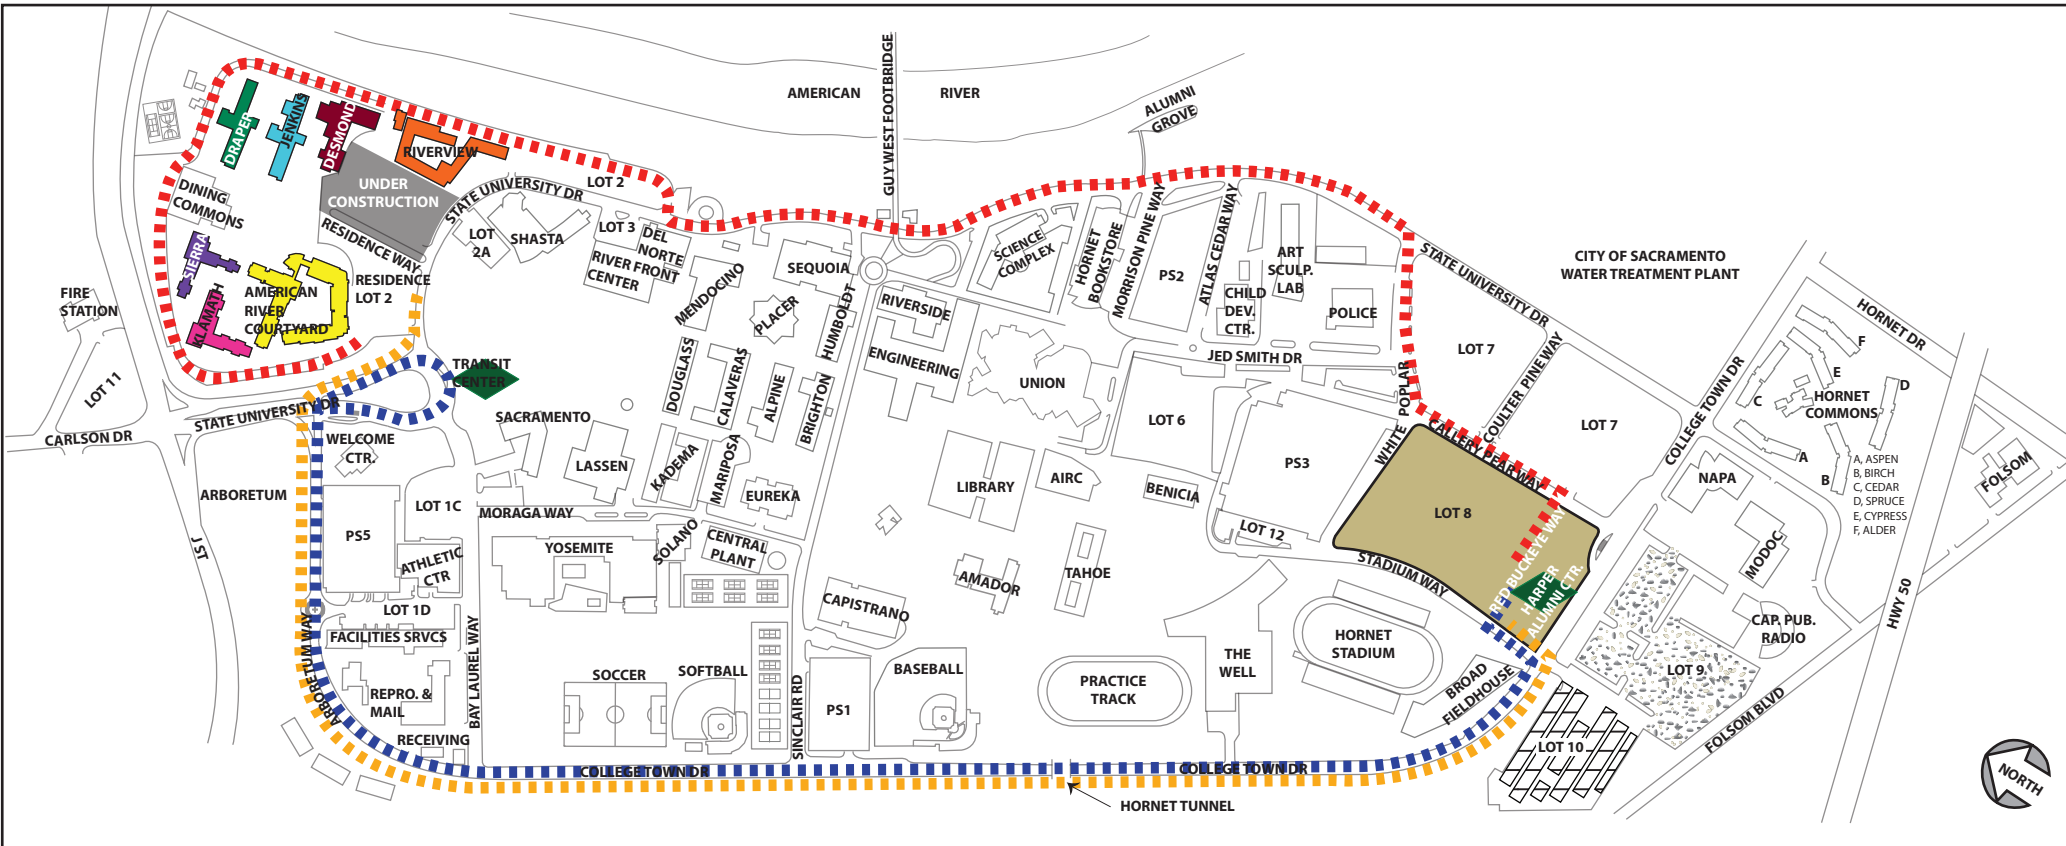 AMERICAN
RIVER
GUY WEST FOOTBRIDGE
ALUMNI
GROVE
DRAPER
JENKINS
DESMOND
RIVERVIEW
UNDER
CONSTRUCTION
DINING
COMMONS
RESIDENCE WAY
STATE UNIVERSITY DR
LOT 2
LOT
2A
SHASTA
LOT 3
DEL
NORTE
RIVER FRONT
CENTER
MENDOCINO
SEQUOIA
PLACER
HUMBOLDT
RIVERSIDE
ENGINEERING
SCIENCE
COMPLEX
HORNET
BOOKSTORE
MORRISON PINE WAY
PS2
ATLAS CEDAR WAY
ART
SCULP.
LAB
CHILD
DEV.
CTR.
POLICE
STATE UNIVERSITY DR
CITY OF SACRAMENTO
WATER TREATMENT PLANT
HORNET DR
SIERRA
KLAMATH
AMERICAN
RIVER
COURTYARD
RESIDENCE
LOT 2
FIRE
STATION
LOT 11
TRANSIT
CENTER
STATE UNIVERSITY DR
CARLSON DR
SACRAMENTO
DOUGLASS
CALAVERAS
ALPINE
BRIGHTON
UNION
JED SMITH DR
WHITE POPLAR
LOT 7
COULTER PINE WAY
CALLERY PEAR WAY
LOT 7
COLLEGE TOWN DR
F
E
D
C
HORNET
COMMONS
A
B
A, ASPEN
B, BIRCH
C, CEDAR
D, SPRUCE
E, CYPRESS
F, ALDER
FOLSOM
WELCOME
CTR.
ARBORETUM
J ST
LOT 1C
PS5
ATHLETIC
CTR
LASSEN
KADEMA
MARIPOSA
EUREKA
MORAGA WAY
YOSEMITE
SOLANO
CENTRAL
PLANT
LIBRARY
AIRC
BENICIA
LOT 6
PS3
LOT 12
LOT 8
STADIUM WAY
RED BUCKEYE WAY
HARPER
ALUMNI CTR.
NAPA
MODOC
CAP. PUB.
RADIO
HWY 50
LOT 9
FOLSOM BLVD
LOT 10
LOT 1D
FACILITIES SRVCS
ARBORETUM WAY
REPRO. &
MAIL
RECEIVING
BAY LAUREL WAY
SOCCER
SOFTBALL
SINCLAIR RD
CAPISTRANO
AMADOR
TAHOE
PS1
BASEBALL
PRACTICE
TRACK
THE
WELL
HORNET
STADIUM
BROAD
FIELDHOUSE
COLLEGE TOWN DR
COLLEGE TOWN DR
HORNET TUNNEL
NORTH